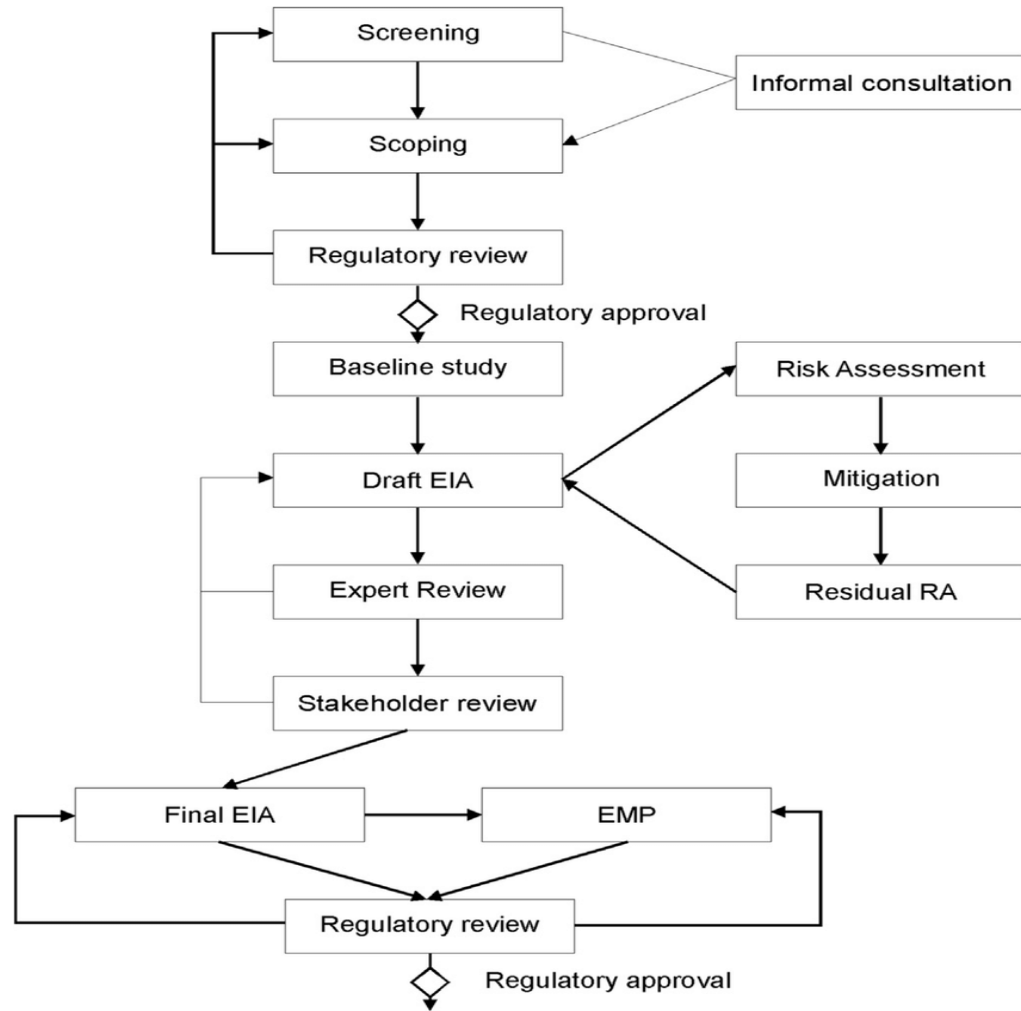 Screening
Informal consultation
Scoping
Regulatory review
Regulatory approval
Baseline study
Risk Assessment
Draft EIA
Mitigation
Expert Review
Residual RA
Stakeholder review
Final EIA
EMP
Regulatory review
Regulatory approval